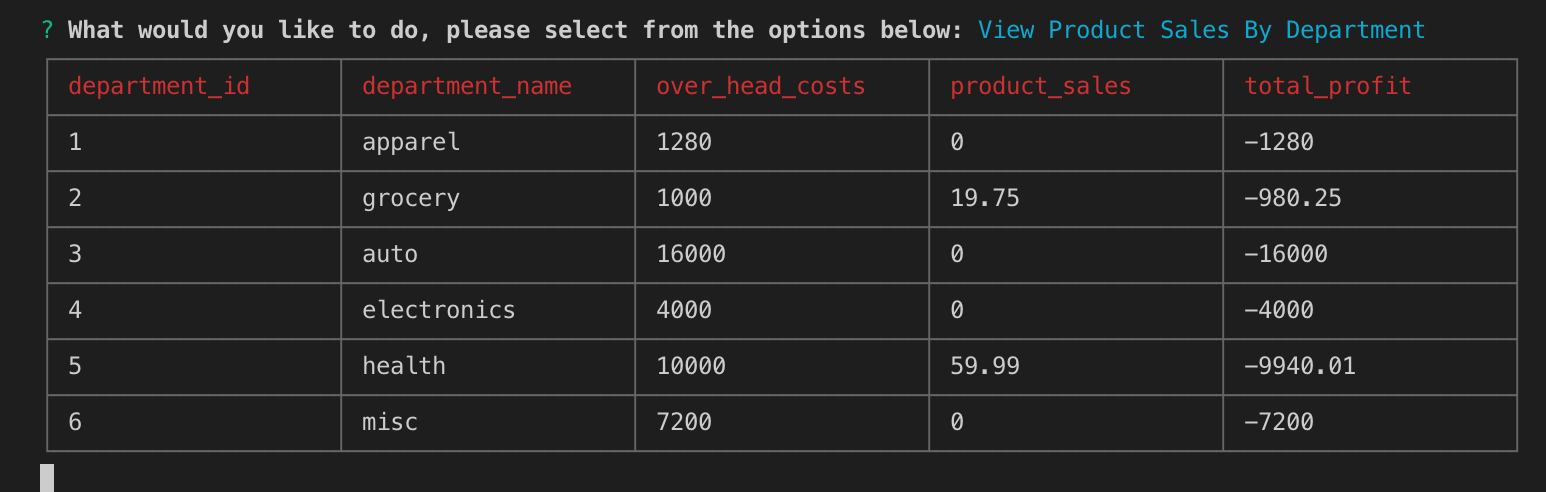 ? What would you like to do, please select from the options below: View Product Sales By Department
department_id department_name over_head_costs product_sales total_profit
1 apparel 1280 0 −1280
2 grocery 1000 19.75 −980.25
3 auto 16000 0 −16000
4 electronics 4000 0 −4000
5 health 10000 59.99 −9940.01
6 misc 7200 0 −7200